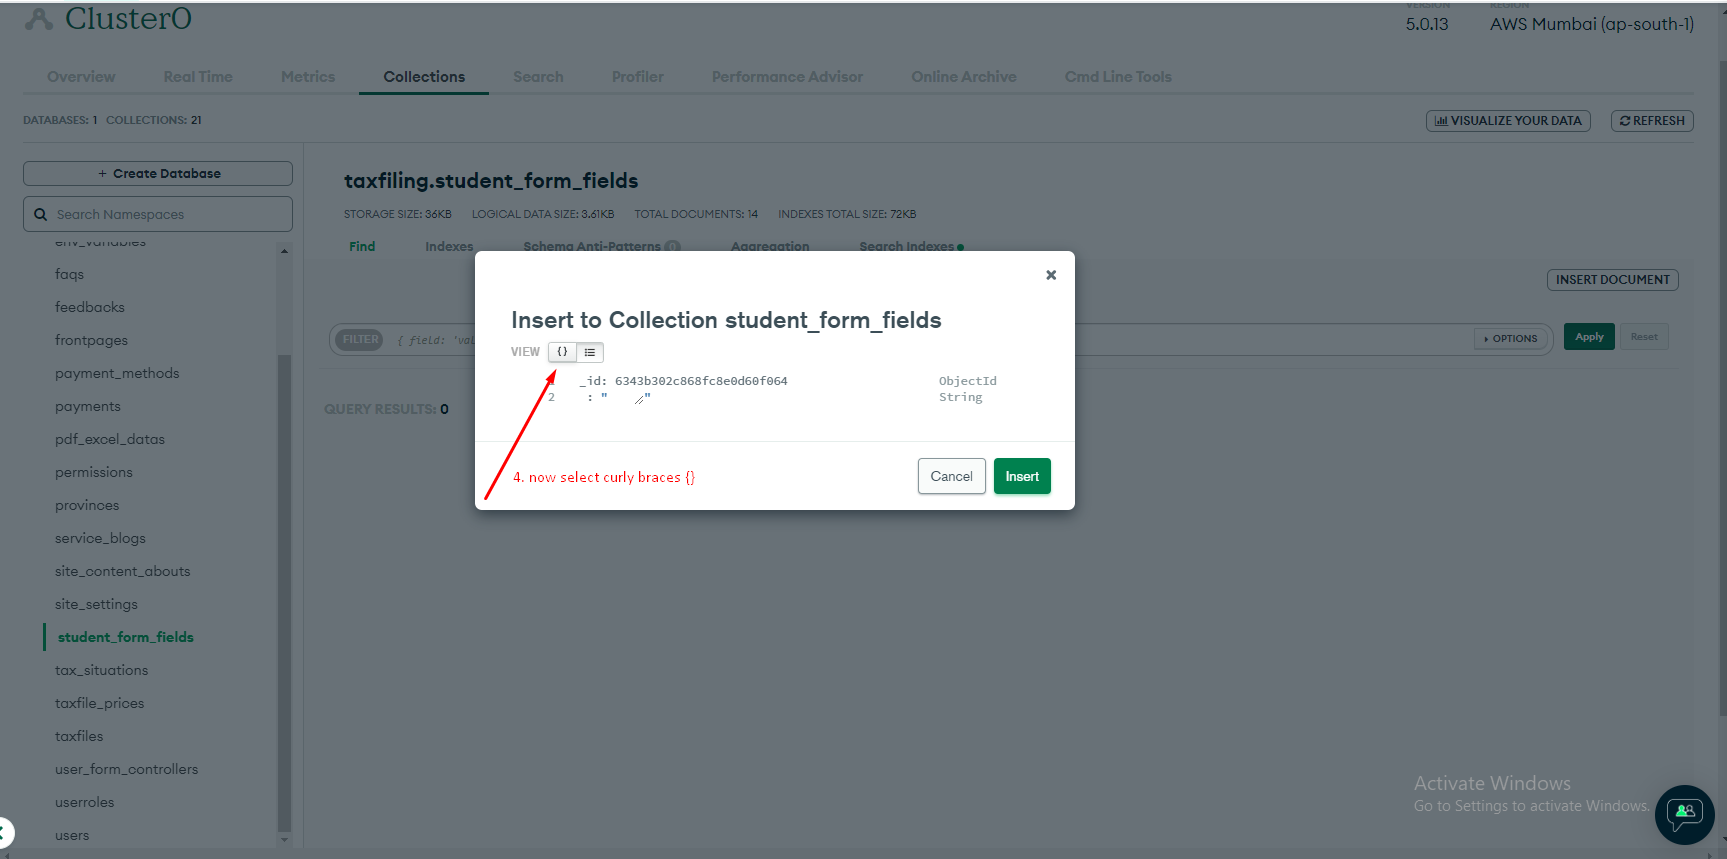 Cluster0
VERSION
REGION
5.0.13
AWS Mumbai (ap-south-1)
Overview
Real Time
Metrics
Collections
Search
Profiler
Performance Advisor
Online Archive
Cmd Line Tools
DATABASES: 1 COLLECTIONS: 21
VISUALIZE YOUR DATA
REFRESH
+ Create Database
Search Namespaces
env_variables
faqs
feedbacks
frontpages
payment_methods
payments
pdf_excel_datas
permissions
provinces
service_blogs
site_content_abouts
site_settings
student_form_fields
tax_situations
taxfile_prices
taxfiles
user_form_controllers
userroles
users
taxfiling.student_form_fields
STORAGE SIZE: 36KB LOGICAL DATA SIZE: 3.61KB TOTAL DOCUMENTS: 14 INDEXES TOTAL SIZE: 72KB
Find
Indexes
Schema Anti-Patterns 0
Aggregation
Search Indexes
INSERT DOCUMENT
FILTER
{ field: 'val
OPTIONS
Apply
Reset
QUERY RESULTS: 0
Insert to Collection student_form_fields
VIEW {}
1 _id: 6343b302c868fc8e0d60f064 ObjectId
2 : " " String
4. now select curly braces {}
Cancel
Insert
Activate Windows
Go to Settings to activate Windows.